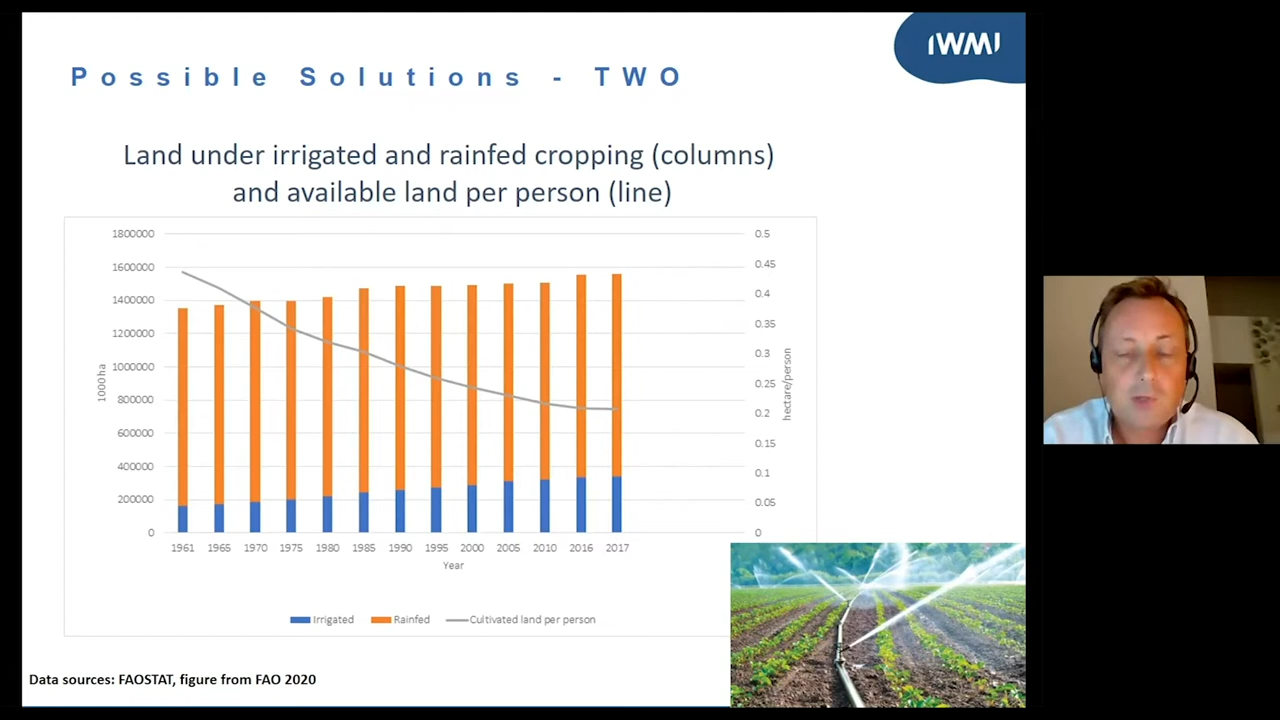 IWMI
Possible Solutions - TWO
Land under irrigated and rainfed cropping (columns)
and available land per person (line)
1800000
1600000
1400000
1200000
1000000
800000
600000
400000
200000
0
1000 ha
0.5
0.45
0.4
0.35
0.3
0.25
0.2
0.15
0.1
0.05
0
hectare/person
1961 1965 1970 1975 1980 1985 1990 1995 2000 2005 2010 2016 2017
Year
Irrigated Rainfed Cultivated land per person
Data sources: FAOSTAT, figure from FAO 2020